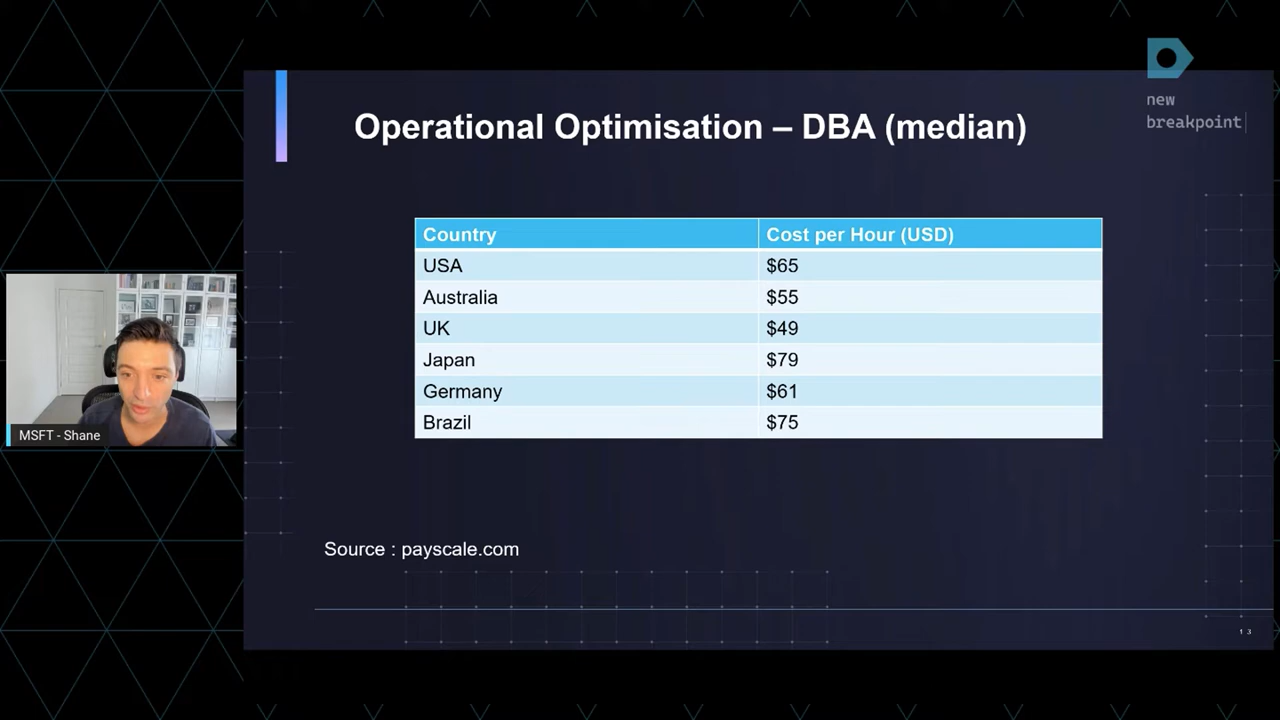 new
breakpoint
Operational Optimisation – DBA (median)
Country Cost per Hour (USD)
USA $65
Australia $55
UK $49
Japan $79
Germany $61
Brazil $75
MSFT - Shane
Source : payscale.com
13